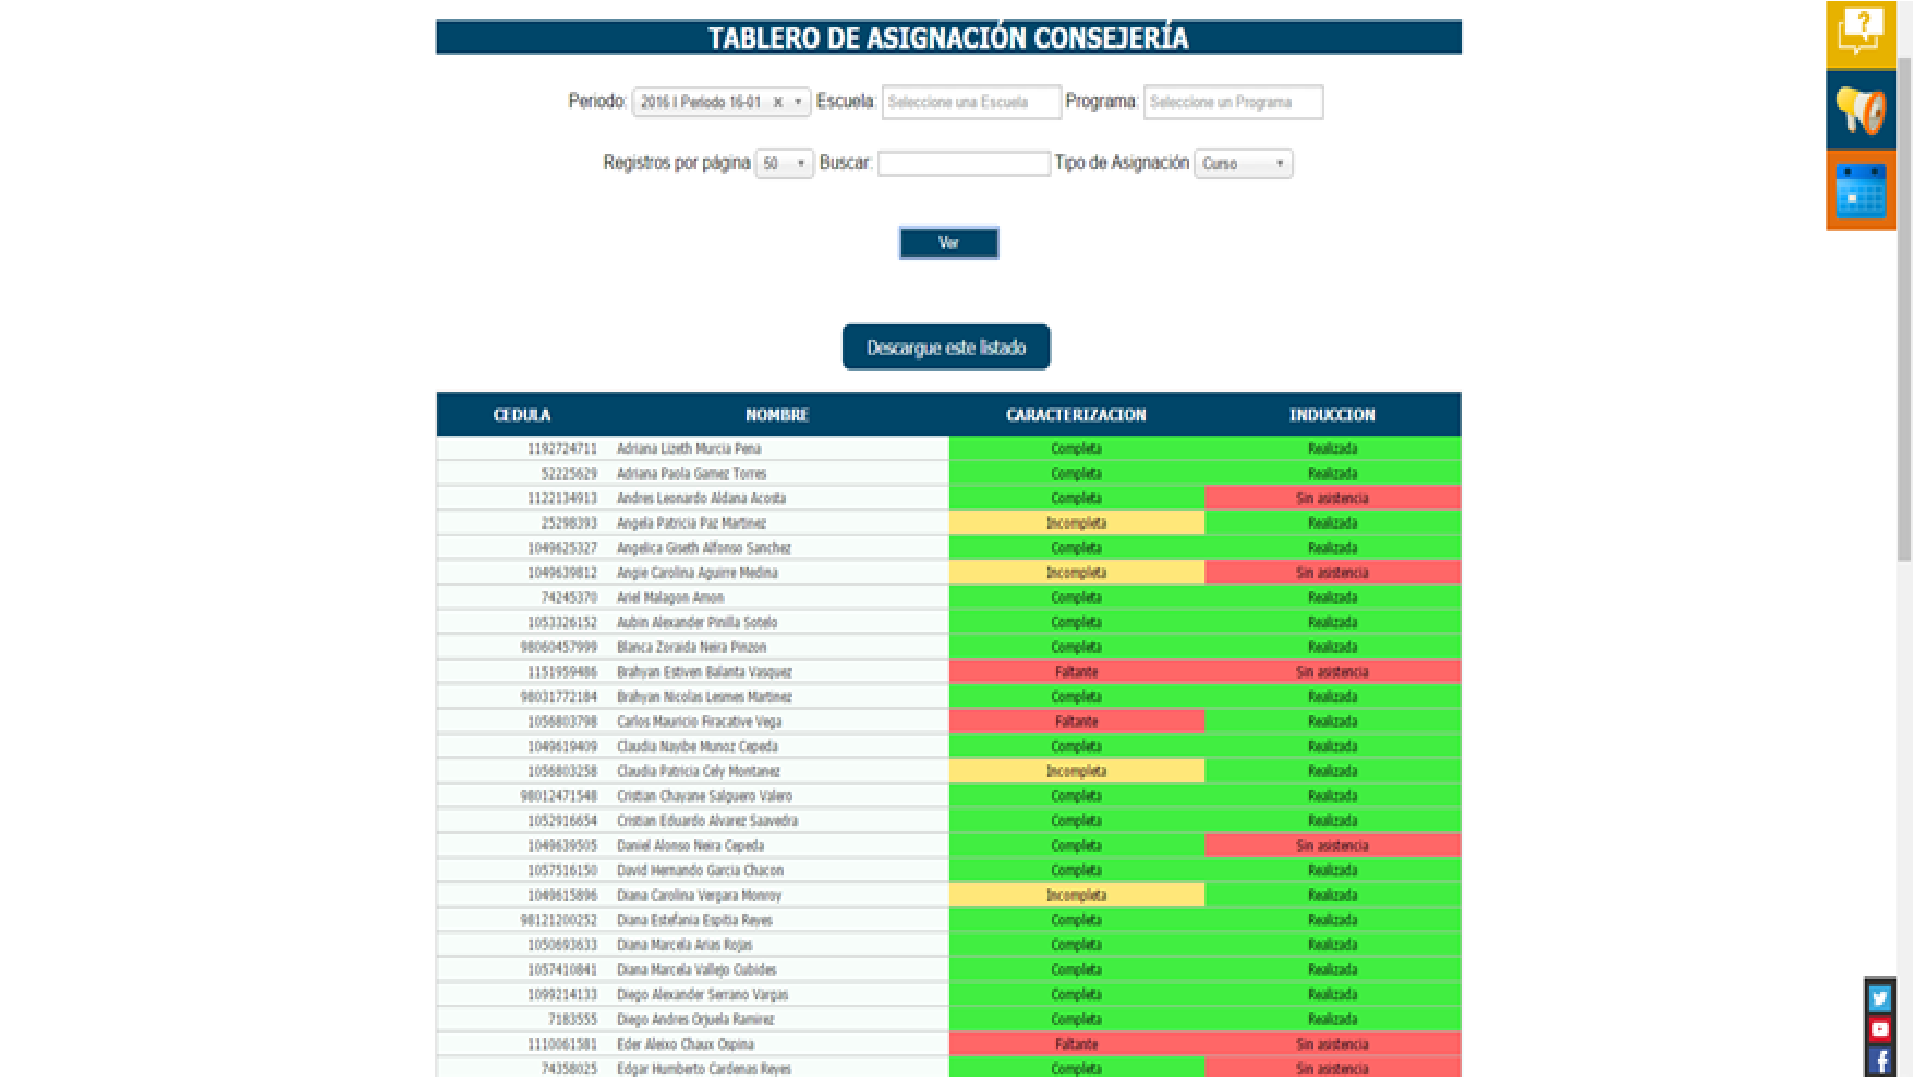 TABLERO DE ASIGNACIÓN CONSEJERÍA
Periodo: 2016 I Periodo 16-01 x Escuela: Seleccione una Escuela Programa: Seleccione un Programa
Registros por página 50 Buscar: Tipo de Asignación Curso
Ver
Descargue este listado
CEDULA NOMBRE CARACTERIZACION INDUCCION
1192724711 Adriana Lizeth Murcia Pena Completa Realizada
52225629 Adriana Paola Gamez Torres Completa Realizada
1122134913 Andres Leonardo Aldana Acosta Completa Sin asistencia
25298393 Angela Patricia Paz Martinez Incompleta Realizada
1049625327 Angelica Giseth Alfonso Sanchez Completa Realizada
1049639812 Angie Carolina Aguirre Medina Incompleta Sin asistencia
74245370 Ariel Malagon Amon Completa Realizada
1053326152 Aubin Alexander Pinilla Sotelo Completa Realizada
98060457999 Blanca Zoraida Neira Pinzon Completa Realizada
1151959486 Brahyan Estiven Balanta Vasquez Faltante Sin asistencia
98031772184 Brahyan Nicolas Lesmes Martinez Completa Realizada
1056803798 Carlos Mauricio Firacative Vega Faltante Realizada
1049619409 Claudia Nayibe Munoz Cepeda Completa Realizada
1056803258 Claudia Patricia Cely Montanez Incompleta Realizada
98012471548 Cristian Chayane Salguero Valero Completa Realizada
1052916654 Cristian Eduardo Alvarez Saavedra Completa Realizada
1049639505 Daniel Alonso Neira Cepeda Completa Sin asistencia
1057516150 David Hernando Garcia Chacon Completa Realizada
1049615896 Diana Carolina Vergara Monroy Incompleta Realizada
98121200252 Diana Estefania Espitia Reyes Completa Realizada
1050693633 Diana Marcela Arias Rojas Completa Realizada
1057410841 Diana Marcela Vallejo Cubides Completa Realizada
1099214133 Diego Alexander Serrano Vargas Completa Realizada
7183555 Diego Andres Orjuela Ramirez Completa Realizada
1110061581 Eder Aleixo Chaux Ospina Faltante Sin asistencia
74358025 Edgar Humberto Cardenas Reyes Completa Sin asistencia